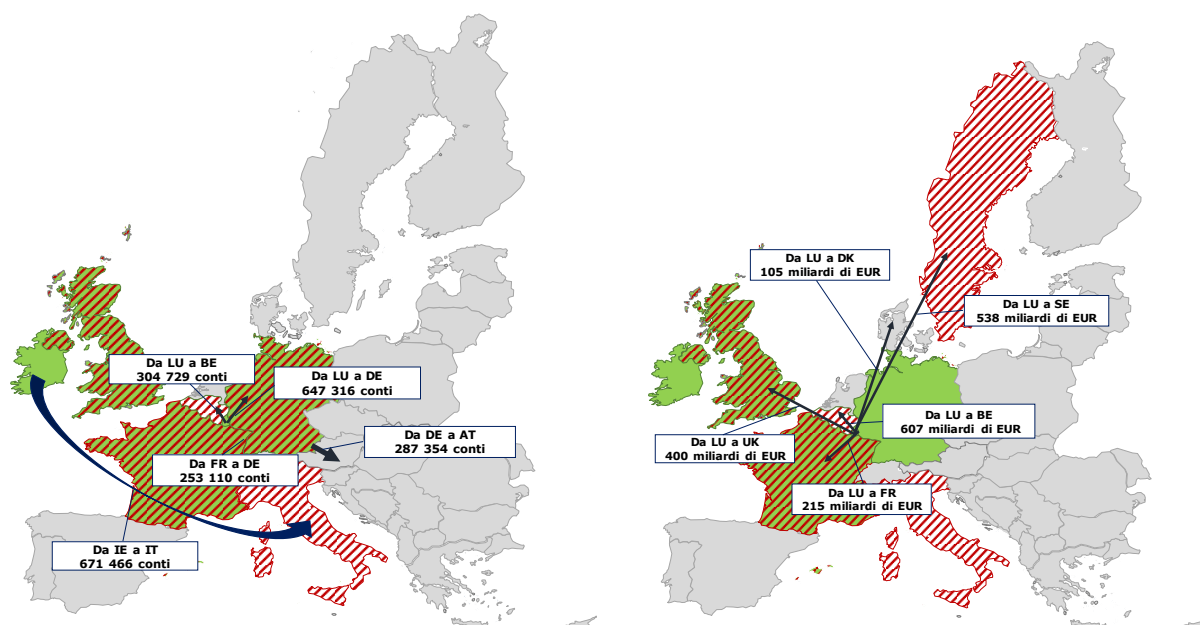 Da LU a BE
304 729 conti
Da LU a DE
647 316 conti
Da DE a AT
287 354 conti
Da FR a DE
253 110 conti
Da IE a IT
671 466 conti
Da LU a DK
105 miliardi di EUR
Da LU a SE
538 miliardi di EUR
Da LU a BE
607 miliardi di EUR
Da LU a UK
400 miliardi di EUR
Da LU a FR
215 miliardi di EUR